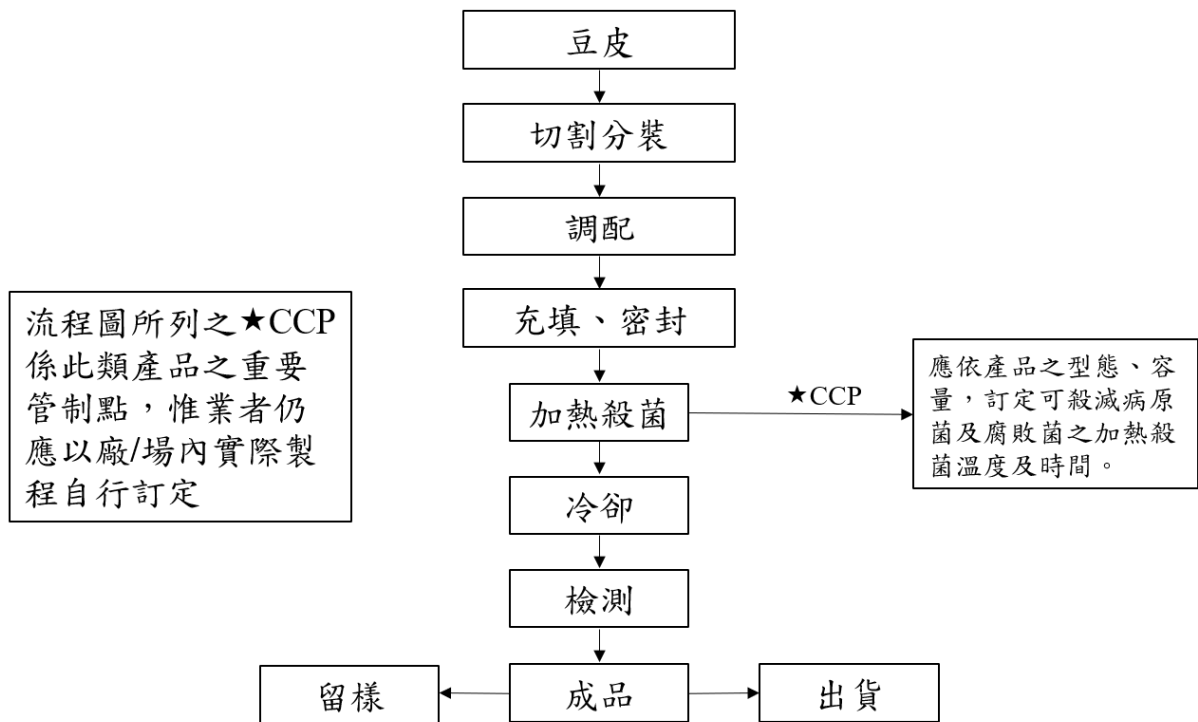 豆皮
切割分裝
調配
流程圖所列之★CCP
係此類產品之重要
管制點，惟業者仍
應以廠/場內實際製
程自行訂定
充填、密封
加熱殺菌
★CCP
應依產品之型態、容
量，訂定可殺滅病原
菌及腐敗菌之加熱殺
菌溫度及時間。
冷卻
檢測
留樣
成品
出貨